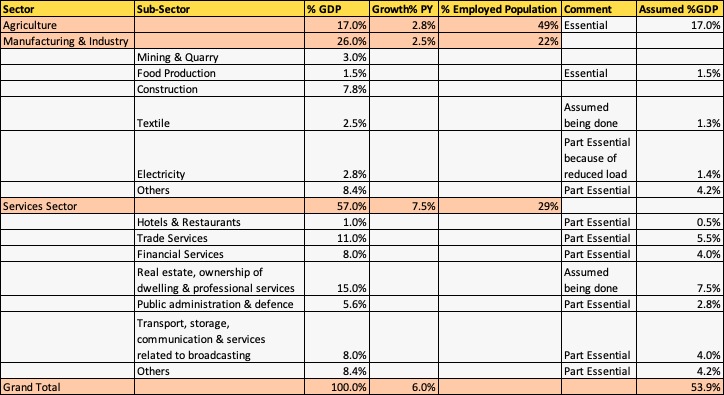 Sector Sub-Sector % GDP Growth% PY % Employed Population Comment Assumed %GDP
Agriculture 17.0% 2.8% 49% Essential 17.0%
Manufacturing & Industry 26.0% 2.5% 22%
Mining & Quarry 3.0%
Food Production 1.5% Essential 1.5%
Construction 7.8%
Assumed
Textile 2.5% being done 1.3%
Part Essential
because of
Electricity 2.8% reduced load 1.4%
Others 8.4% Part Essential 4.2%
Services Sector 57.0% 7.5% 29%
Hotels & Restaurants 1.0% Part Essential 0.5%
Trade Services 11.0% Part Essential 5.5%
Financial Services 8.0% Part Essential 4.0%
Real estate, ownership of Assumed
dwelling & professional services 15.0% being done 7.5%
Public administration & defence 5.6% Part Essential 2.8%
Transport, storage,
communication & services
related to broadcasting 8.0% Part Essential 4.0%
Others 8.4% Part Essential 4.2%
Grand Total 100.0% 6.0% 53.9%